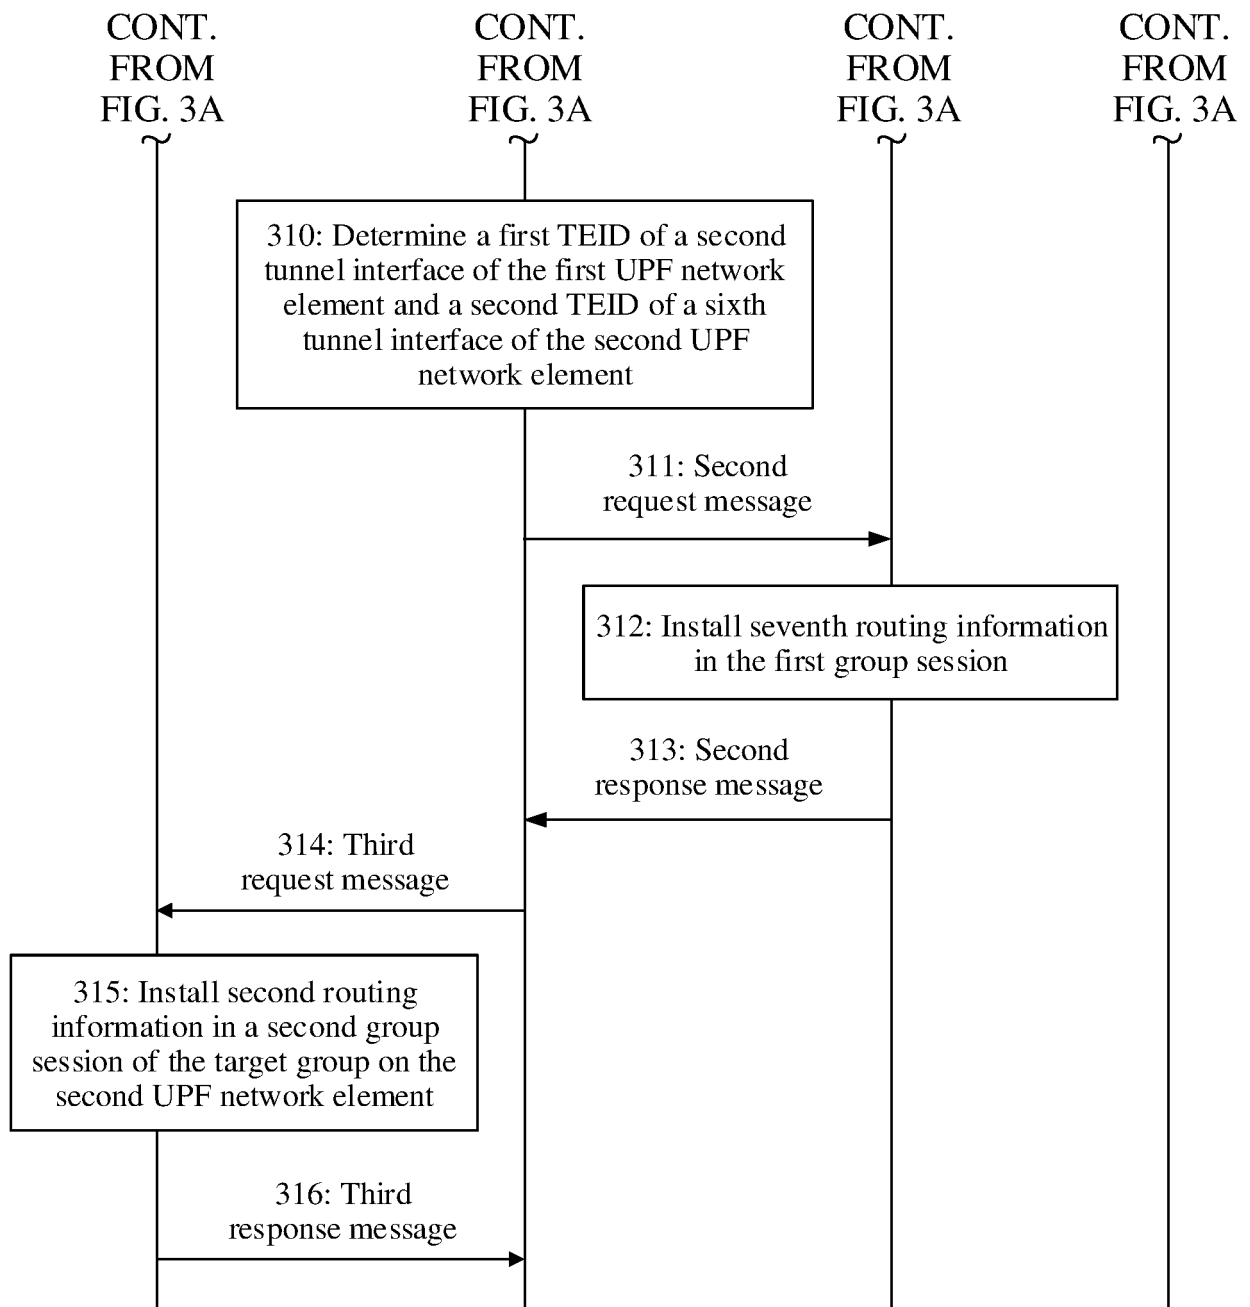 CONT.
FROM
FIG. 3A
CONT.
FROM
FIG. 3A
CONT.
FROM
FIG. 3A
CONT.
FROM
FIG. 3A
310: Determine a first TEID of a second
tunnel interface of the first UPF network
element and a second TEID of a sixth
tunnel interface of the second UPF
network element
311: Second
request message
312: Install seventh routing information
in the first group session
313: Second
response message
314: Third
request message
315: Install second routing
information in a second group
session of the target group on the
second UPF network element
316: Third
response message